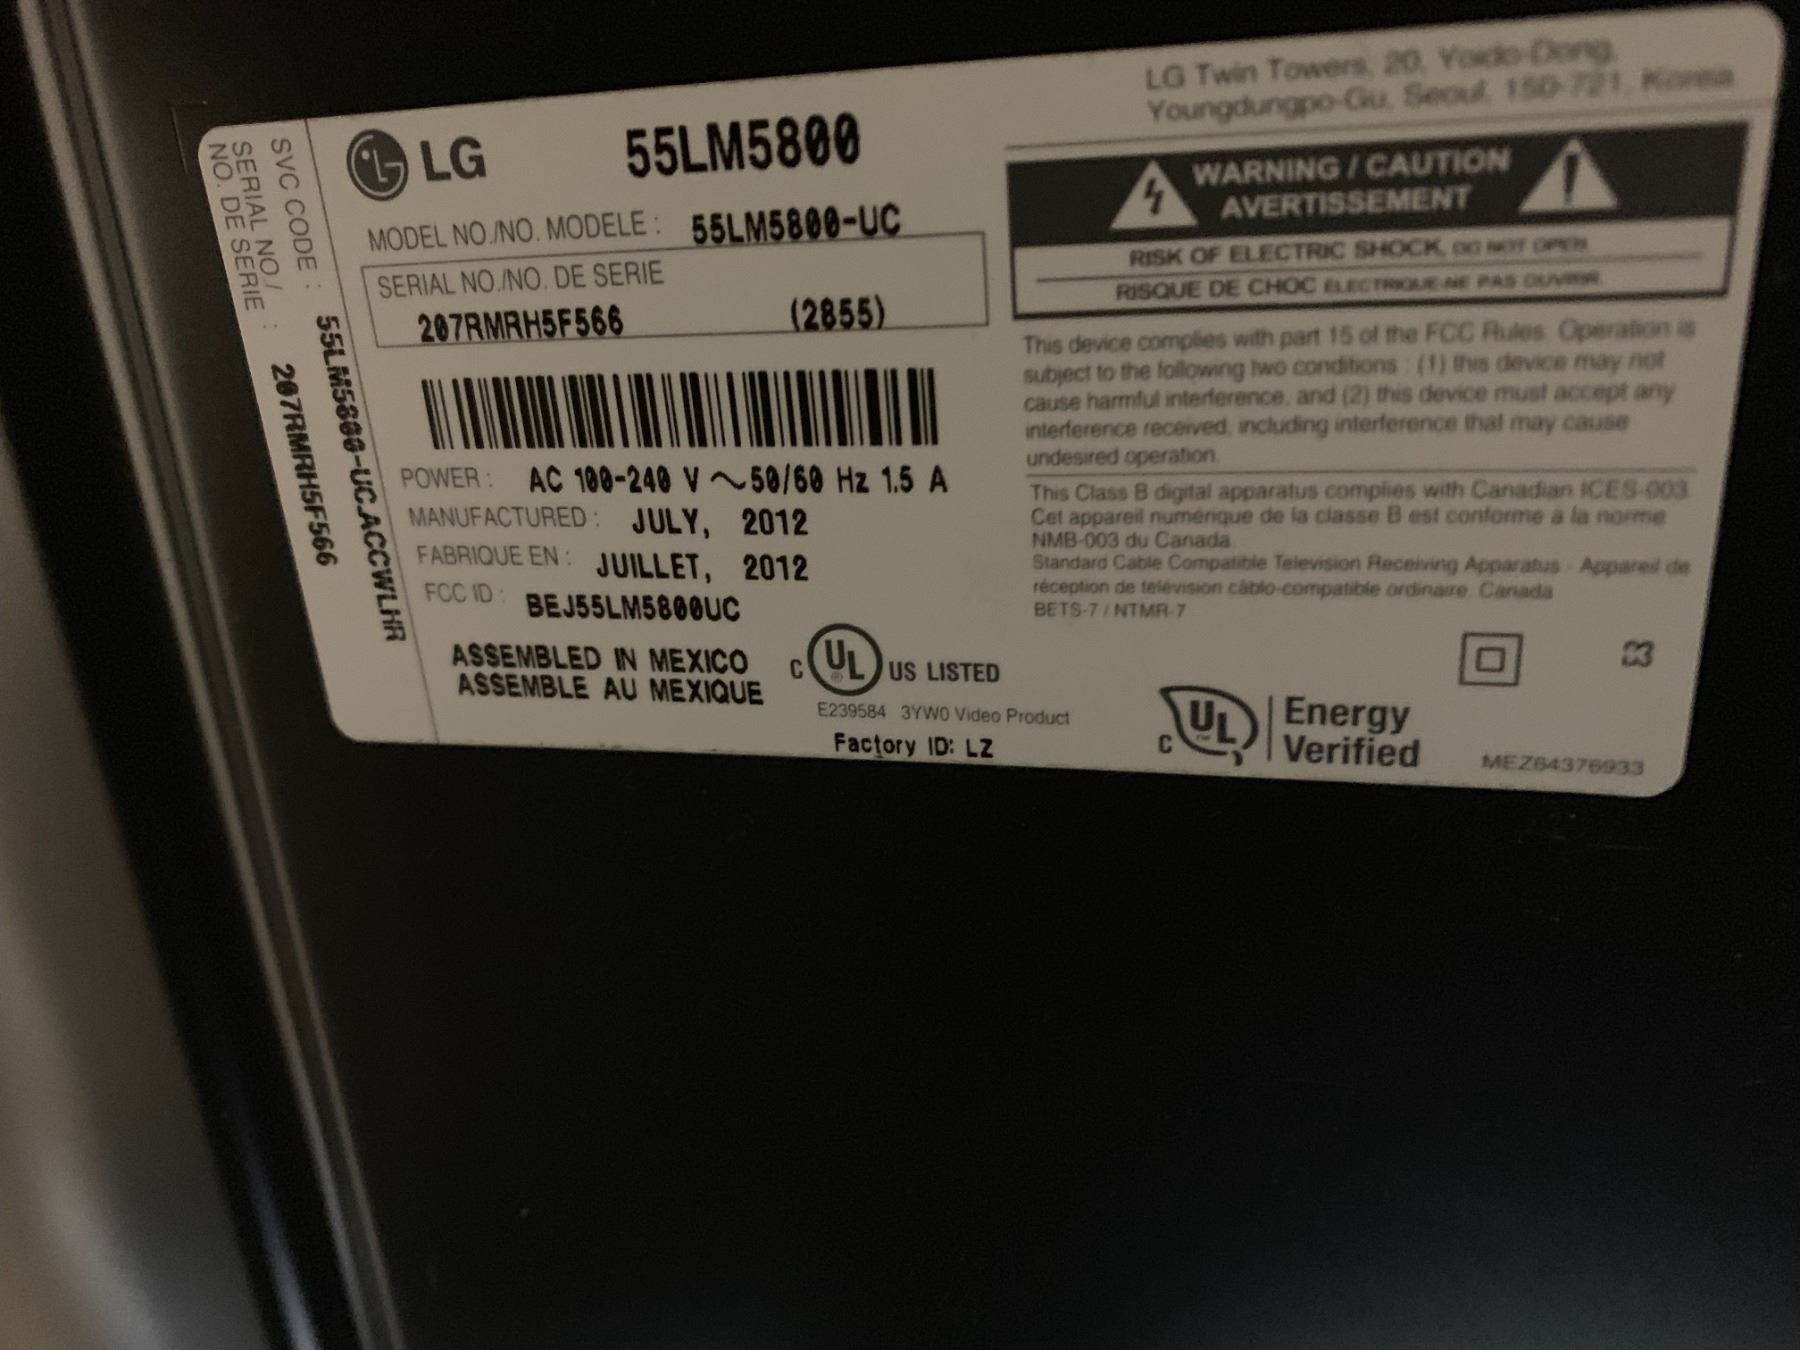 SVC CODE : 55LM5800-UC.ACCWLHR
SERIAL NO./
NO. DE SERIE : 207RMRH5F566
LG 55LM5800
MODEL NO./NO. MODELE : 55LM5800-UC
SERIAL NO./NO. DE SERIE
207RMRH5F566 (2855)
POWER : AC 100-240 V ~50/60 Hz 1.5 A
MANUFACTURED : JULY, 2012
FABRIQUE EN : JUILLET, 2012
FCC ID : BEJ55LM5800UC
ASSEMBLED IN MEXICO
ASSEMBLE AU MEXIQUE
C UL ® US LISTED
E239584 3YW0 Video Product
Factory ID: LZ
LG Twin Towers, 20, Yoido-Dong,
Youngdungpo-Gu, Seoul, 150-721, Korea
WARNING / CAUTION
AVERTISSEMENT
RISK OF ELECTRIC SHOCK, DO NOT OPEN
RISQUE DE CHOC ELECTRIQUE-NE PAS OUVRIR
This device complies with part 15 of the FCC Rules. Operation is
subject to the following two conditions : (1) this device may not
cause harmful interference, and (2) this device must accept any
interference received, including interference that may cause
undesired operation.
This Class B digital apparatus complies with Canadian ICES-003.
Cet appareil numérique de la classe B est conforme à la norme
NMB-003 du Canada.
Standard Cable Compatible Television Receiving Apparatus - Appareil de
réception de télévision câblo-compatible ordinaire, Canada
BETS-7 / NTMR-7
C UL ™ Energy
Verified
MEZ64376933